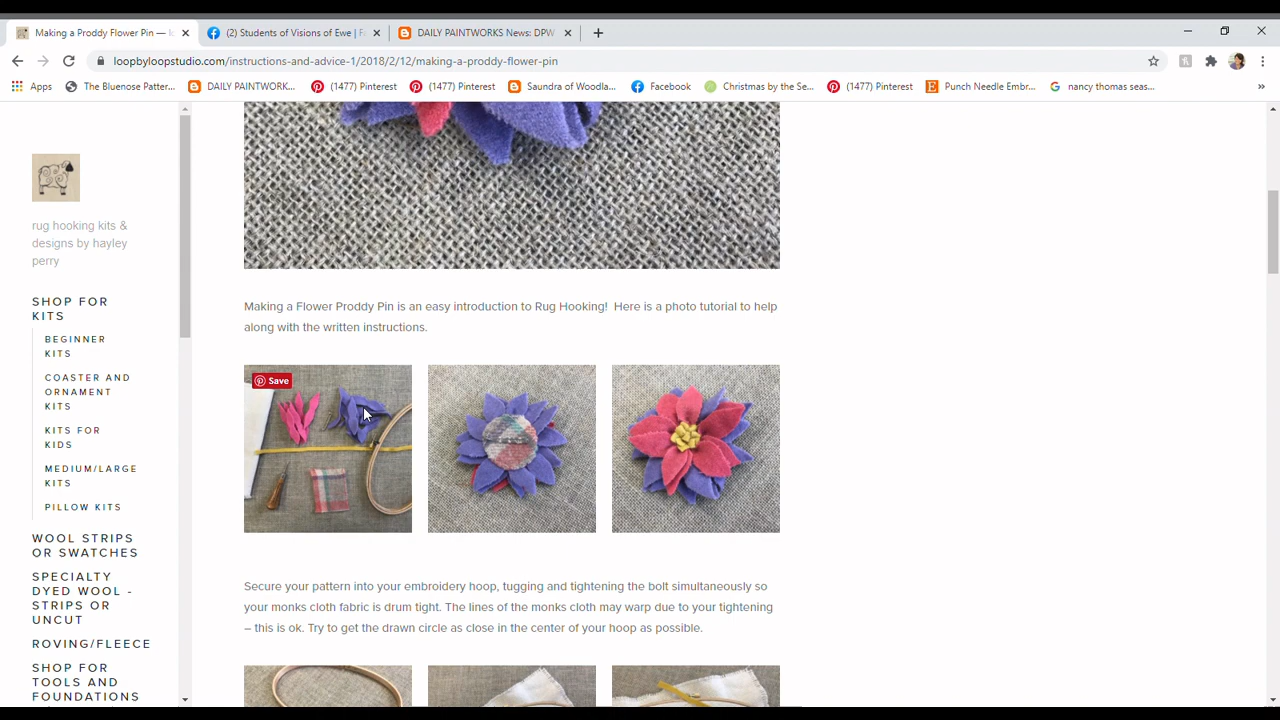 Making a Proddy Flower Pin — l
(2) Students of Visions of Ewe | Fa
DAILY PAINTWORKS News: DPW
loopbyloopstudio.com/instructions-and-advice-1/2018/2/12/making-a-proddy-flower-pin
Apps
The Bluenose Patter...
DAILY PAINTWORK...
(1477) Pinterest
(1477) Pinterest
Saundra of Woodla...
Facebook
Christmas by the Se...
(1477) Pinterest
Punch Needle Embr...
nancy thomas seas...
»
rug hooking kits &
designs by hayley
perry
SHOP FOR
KITS
BEGINNER
KITS
COASTER AND
ORNAMENT
KITS
KITS FOR
KIDS
MEDIUM/LARGE
KITS
PILLOW KITS
WOOL STRIPS
OR SWATCHES
SPECIALTY
DYED WOOL -
STRIPS OR
UNCUT
ROVING/FLEECE
SHOP FOR
TOOLS AND
FOUNDATIONS
Making a Flower Proddy Pin is an easy introduction to Rug Hooking!  Here is a photo tutorial to help
along with the written instructions.
Save
Secure your pattern into your embroidery hoop, tugging and tightening the bolt simultaneously so
your monks cloth fabric is drum tight. The lines of the monks cloth may warp due to your tightening
– this is ok. Try to get the drawn circle as close in the center of your hoop as possible.